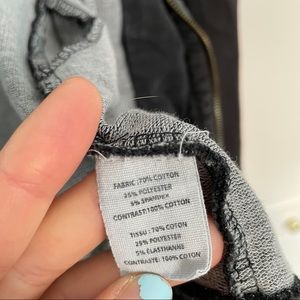 FABRIC: 70% COTTON
25% POLYESTER
5% SPANDEX
CONTRAST:100% COTTON
TISSU: 70% COTON
25% POLYESTER
5% ELASTHANNE
CONTRASTE: 100% COTON